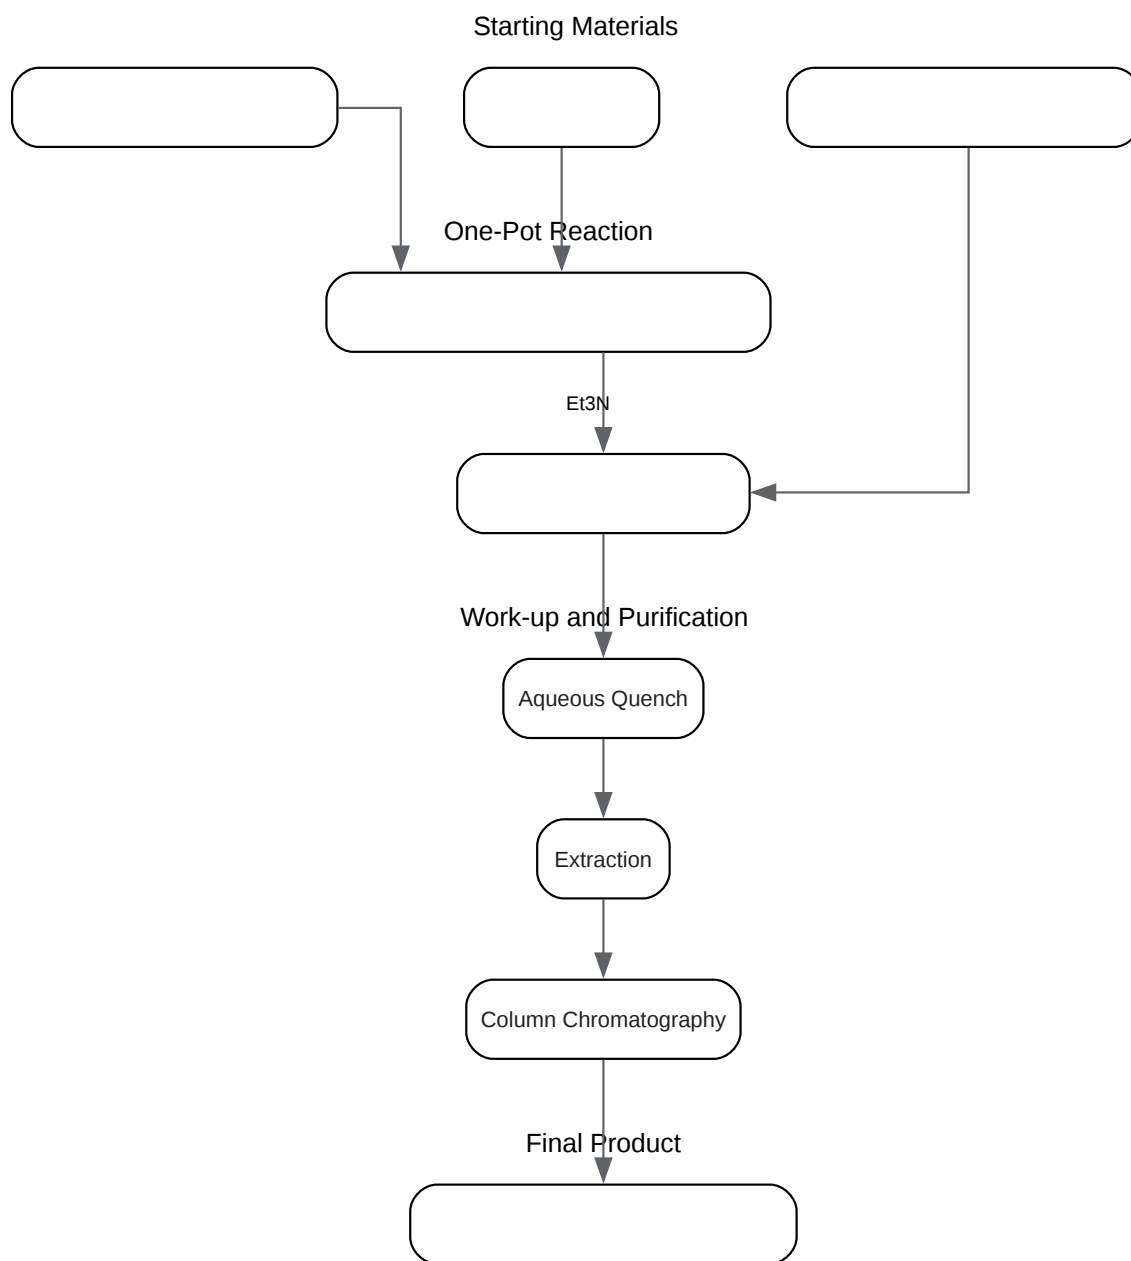 Starting Materials
One-Pot Reaction
Et3N
Work-up and Purification
Aqueous Quench
Extraction
Column Chromatography
Final Product